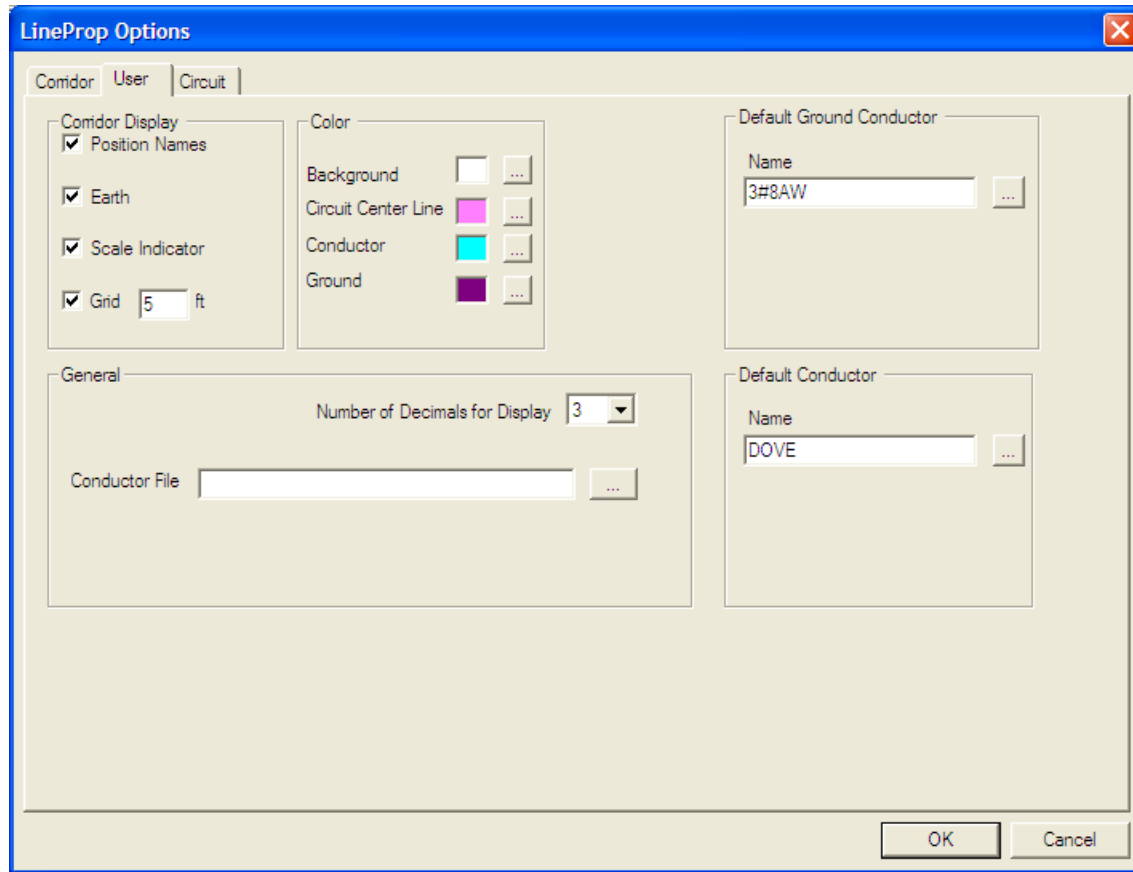 LineProp Options
Corridor User Circuit
Corridor Display
Position Names
Earth
Scale Indicator
Grid 5 ft
Color
Background ...
Circuit Center Line ...
Conductor ...
Ground ...
Default Ground Conductor
Name
3#8AW ...
General
Number of Decimals for Display 3
Conductor File ...
Default Conductor
Name
DOVE ...
OK Cancel